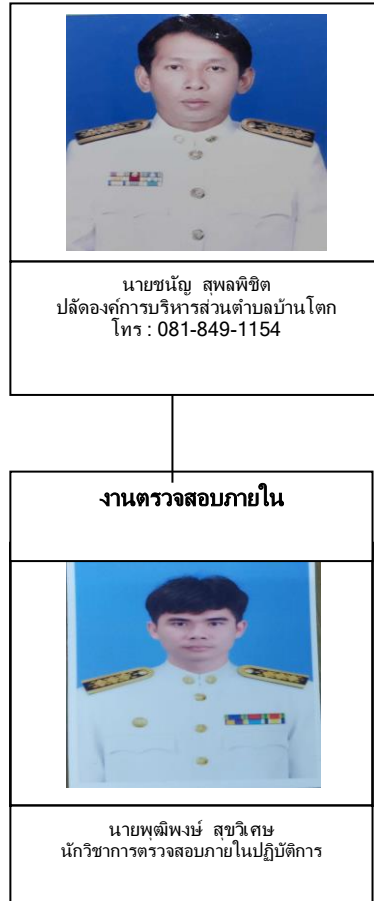 นายชนัญ สุพลพิชิต
ปลัดองค์การบริหารส่วนตำบลบ้านโตก
โทร : 081-849-1154
งานตรวจสอบภายใน
นายพุฒิพงษ์ สุขวิเศษ
นักวิชาการตรวจสอบภายในปฏิบัติการ